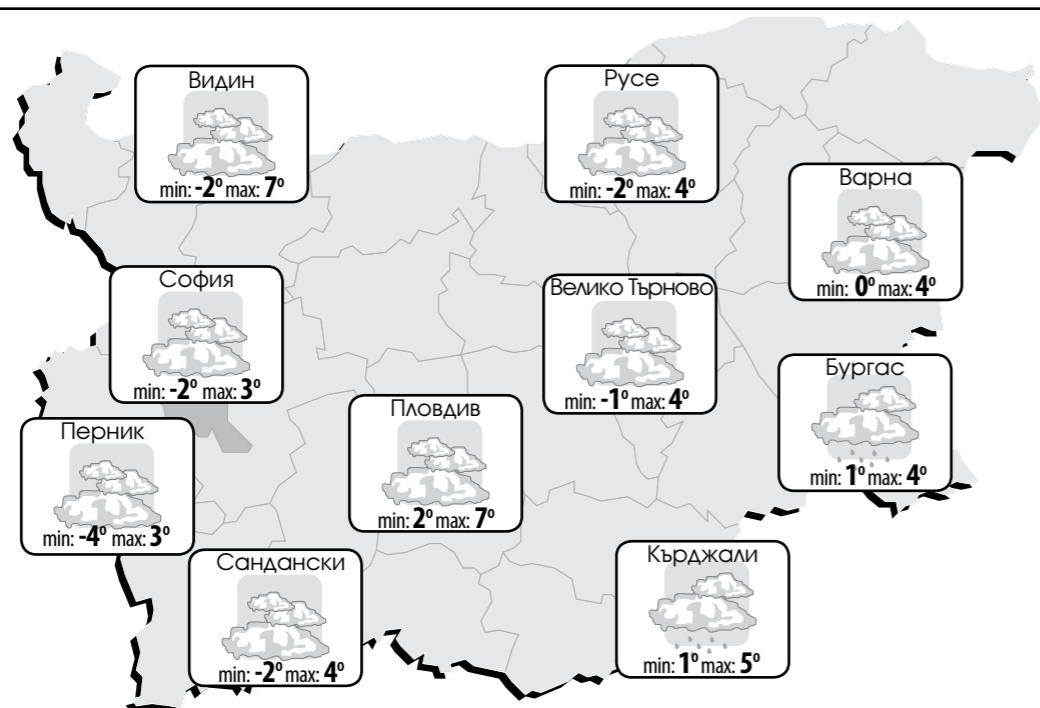 Видин
min: -2° max: 7°
Русе
min: -2° max: 4°
Варна
min: 0° max: 4°
София
min: -2° max: 3°
Велико Търново
min: -1° max: 4°
Бургас
min: 1° max: 4°
Пловдив
min: 2° max: 7°
Перник
min: -4° max: 3°
Сандански
min: -2° max: 4°
Кърджали
min: 1° max: 5°